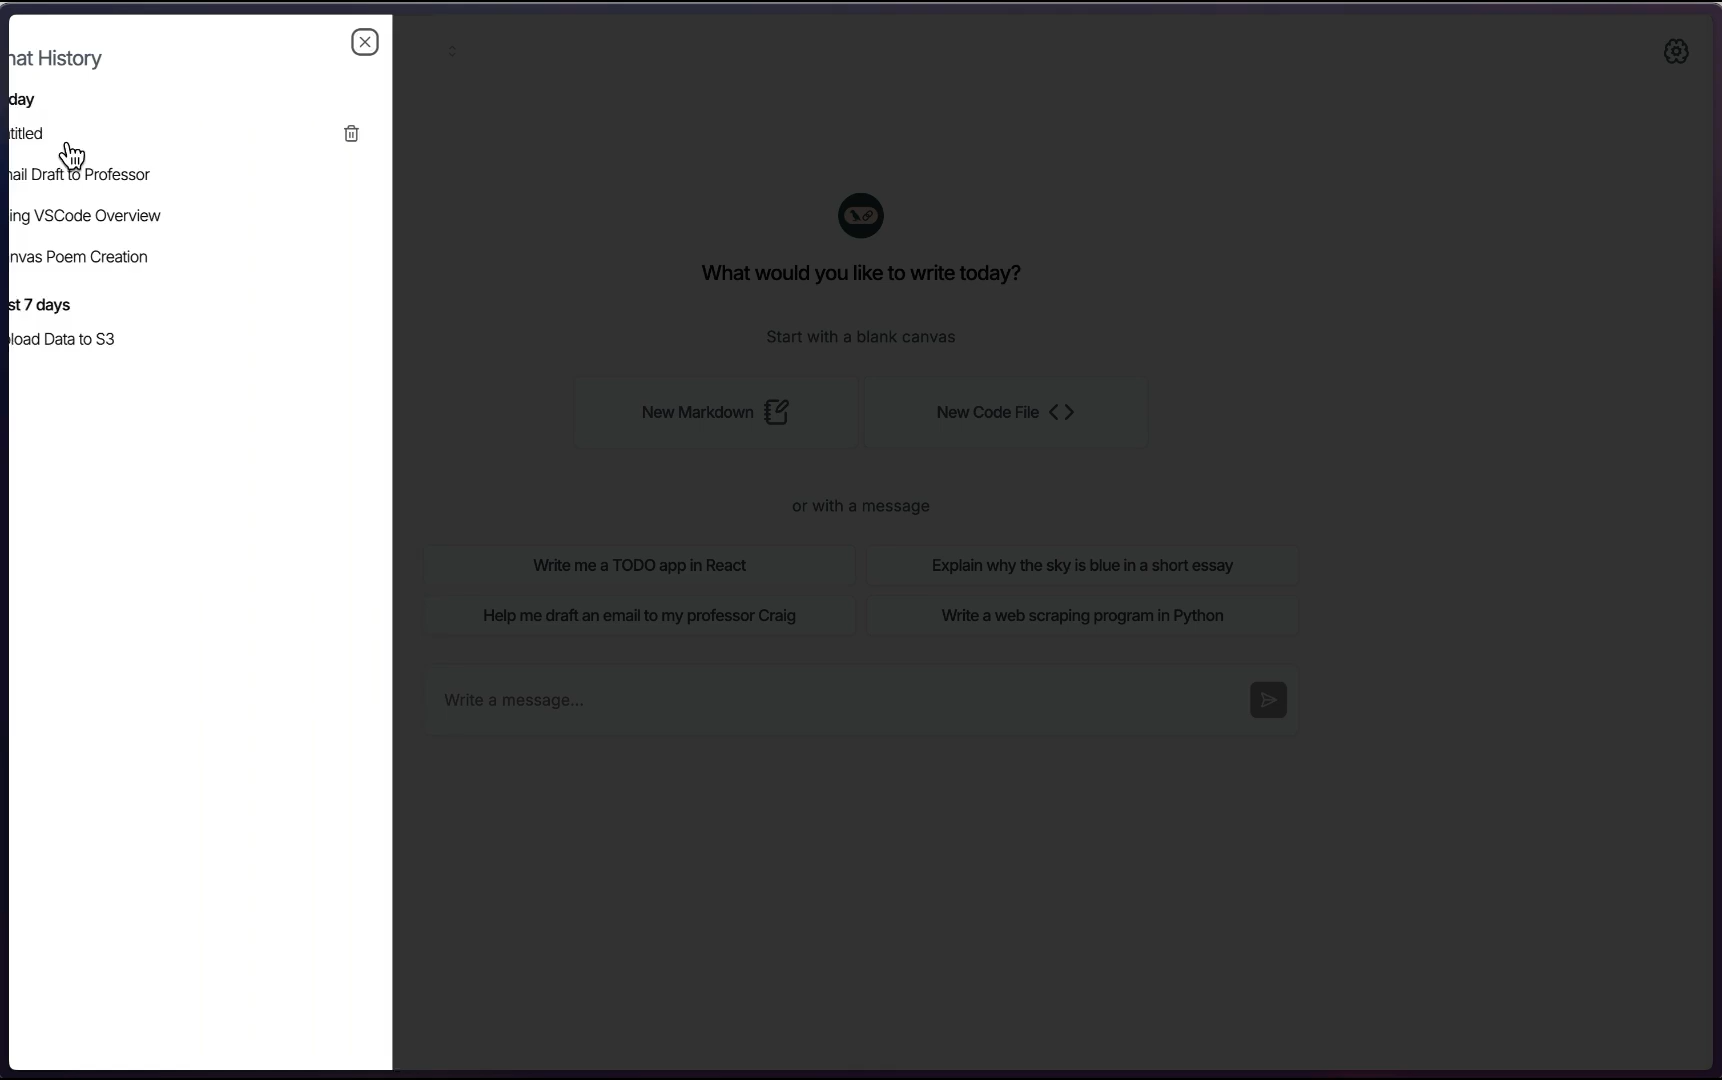 hat History
day
titled
nail Draft to Professor
ing VSCode Overview
nvas Poem Creation
st 7 days
load Data to S3
What would you like to write today?
Start with a blank canvas
New Markdown
New Code File
or with a message
Write me a TODO app in React
Explain why the sky is blue in a short essay
Help me draft an email to my professor Craig
Write a web scraping program in Python
Write a message...